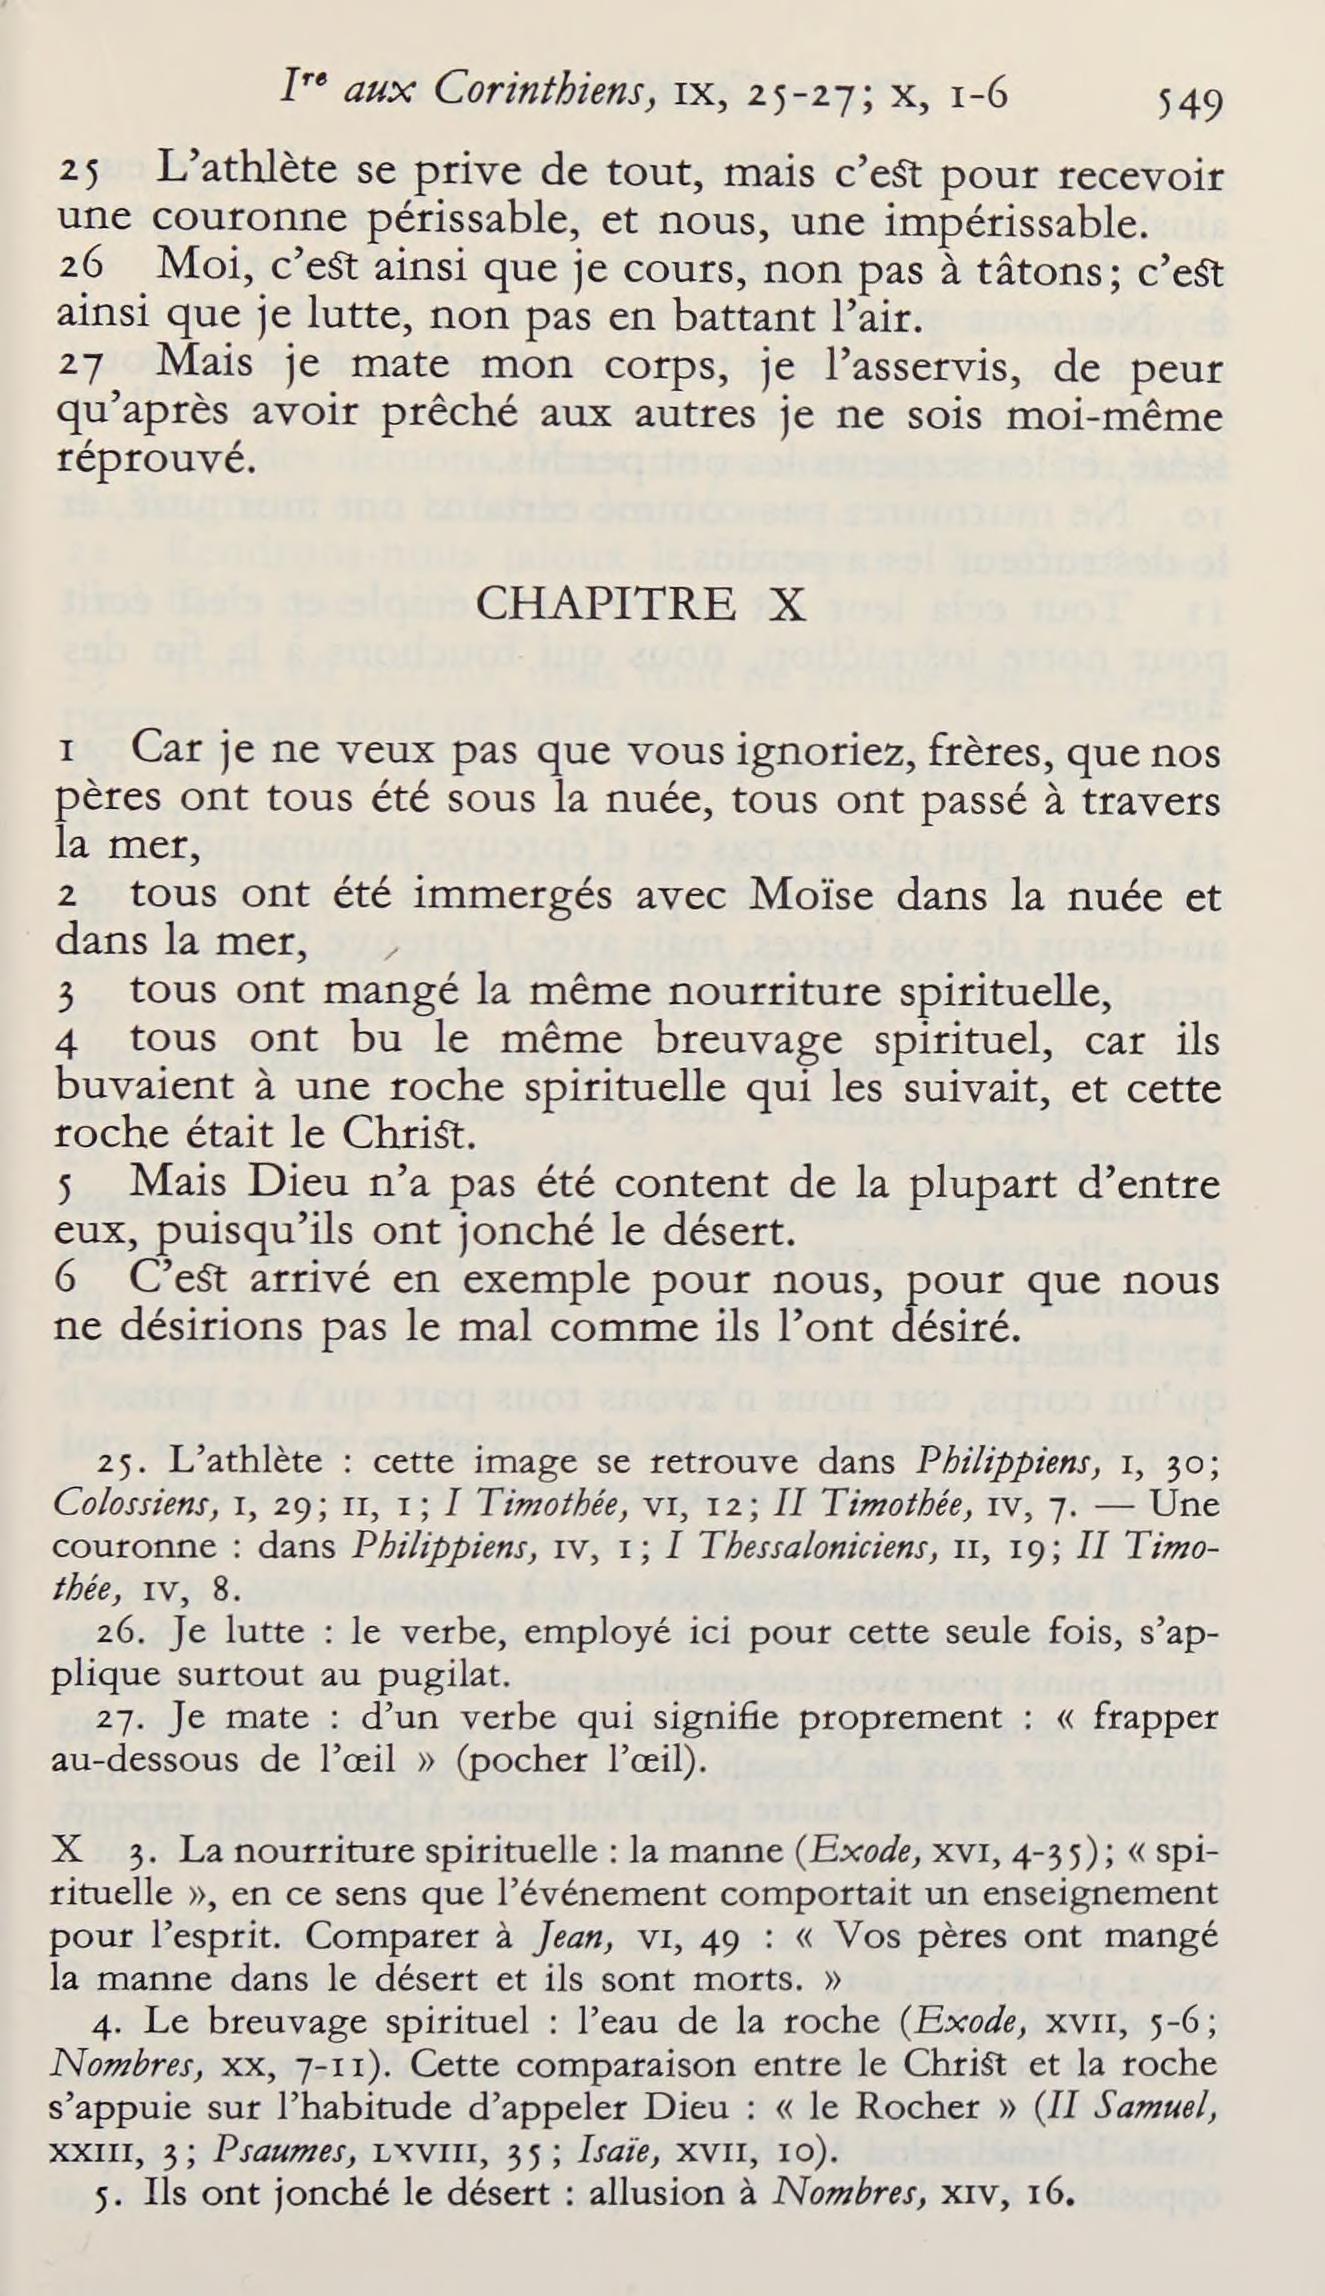 Iʳᵉ aux Corinthiens, IX, 25-27; X, 1-6 549
25 L’athlète se prive de tout, mais c’est pour recevoir
une couronne périssable, et nous, une impérissable.
26 Moi, c’est ainsi que je cours, non pas à tâtons; c’est
ainsi que je lutte, non pas en battant l’air.
27 Mais je mate mon corps, je l’asservis, de peur
qu’après avoir prêché aux autres je ne sois moi-même
réprouvé.
CHAPITRE X
1 Car je ne veux pas que vous ignoriez, frères, que nos
pères ont tous été sous la nuée, tous ont passé à travers
la mer,
2 tous ont été immergés avec Moïse dans la nuée et
dans la mer,
3 tous ont mangé la même nourriture spirituelle,
4 tous ont bu le même breuvage spirituel, car ils
buvaient à une roche spirituelle qui les suivait, et cette
roche était le Christ.
5 Mais Dieu n’a pas été content de la plupart d’entre
eux, puisqu’ils ont jonché le désert.
6 C’est arrivé en exemple pour nous, pour que nous
ne désirions pas le mal comme ils l’ont désiré.
25. L’athlète : cette image se retrouve dans Philippiens, I, 30;
Colossiens, I, 29; II, 1; I Timothée, VI, 12; II Timothée, IV, 7. — Une
couronne : dans Philippiens, IV, 1; I Thessaloniciens, II, 19; II Timo-
thée, IV, 8.
26. Je lutte : le verbe, employé ici pour cette seule fois, s’ap-
plique surtout au pugilat.
27. Je mate : d’un verbe qui signifie proprement : « frapper
au-dessous de l’œil » (pocher l’œil).
X 3. La nourriture spirituelle : la manne (Exode, XVI, 4-35); « spi-
rituelle », en ce sens que l’événement comportait un enseignement
pour l’esprit. Comparer à Jean, VI, 49 : « Vos pères ont mangé
la manne dans le désert et ils sont morts. »
4. Le breuvage spirituel : l’eau de la roche (Exode, XVII, 5-6;
Nombres, XX, 7-11). Cette comparaison entre le Christ et la roche
s’appuie sur l’habitude d’appeler Dieu : « le Rocher » (II Samuel,
XXIII, 3; Psaumes, LXVIII, 35; Isaïe, XVII, 10).
5. Ils ont jonché le désert : allusion à Nombres, XIV, 16.